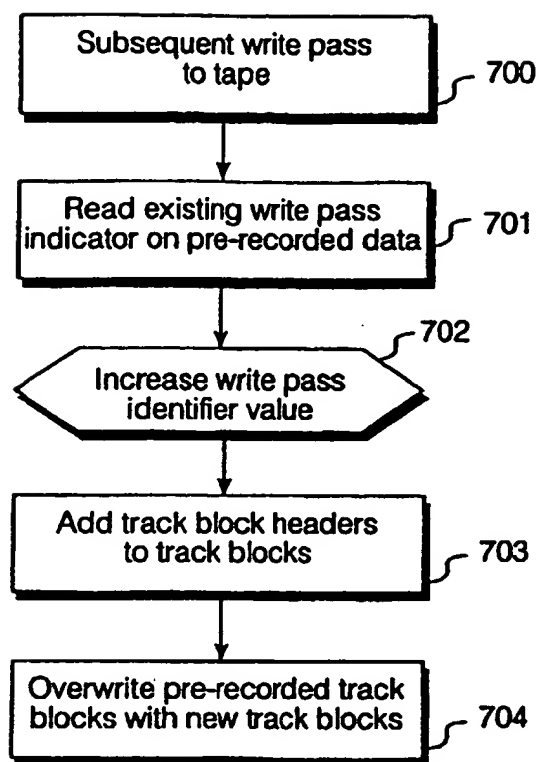 Subsequent write pass
to tape
700
Read existing write pass
indicator on pre-recorded data
701
702
Increase write pass
identifier value
Add track block headers
to track blocks
703
Overwrite pre-recorded track
blocks with new track blocks
704